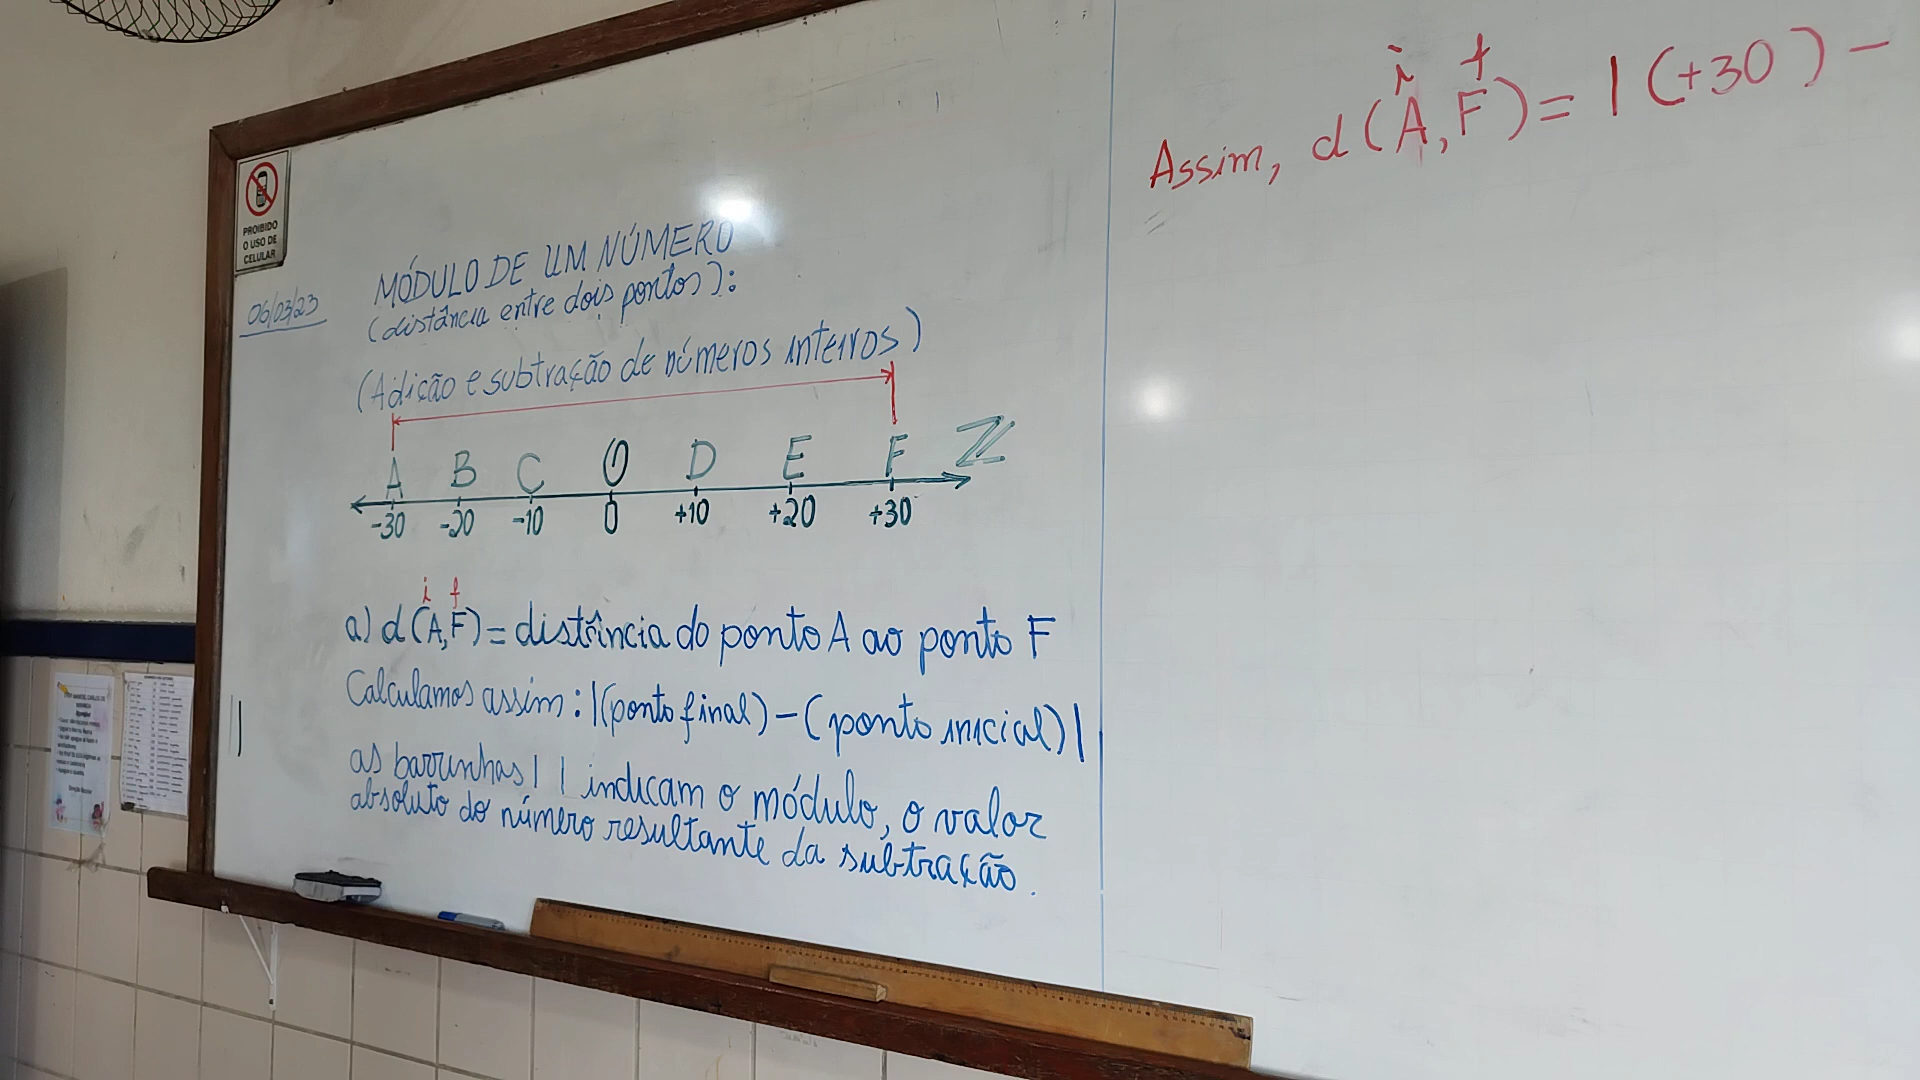 PROIBIDO
O USO DE
CELULAR
06/03/23
MÓDULO DE UM NÚMERO
(distância entre dois pontos):
(Adição e subtração de números inteiros)
A B C O D E F ℤ
-30 -20 -10 0 +10 +20 +30
i f
a) d(A,F) = distância do ponto A ao ponto F
Calculamos assim: |(ponto final) - (ponto inicial)|
as barrinhas | | indicam o módulo, o valor
absoluto do número resultante da subtração.
i f
Assim, d(A,F) = |(+30) -